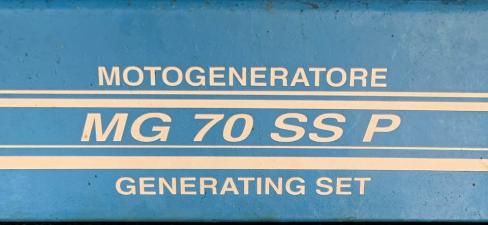 MOTOGENERATORE
MG 70 SS P
GENERATING SET